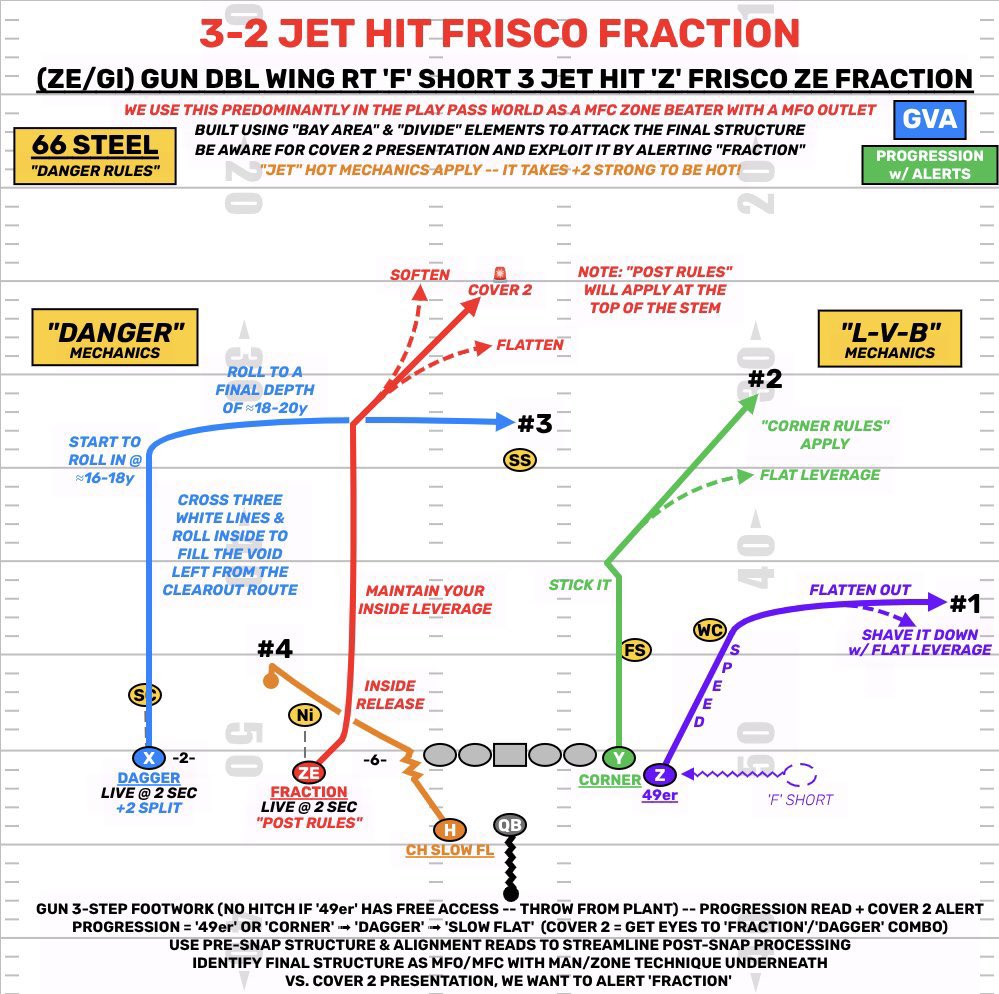 3-2 JET HIT FRISCO FRACTION
(ZE/GI) GUN DBL WING RT 'F' SHORT 3 JET HIT 'Z' FRISCO ZE FRACTION
WE USE THIS PREDOMINANTLY IN THE PLAY PASS WORLD AS A MFC ZONE BEATER WITH A MFO OUTLET
BUILT USING "BAY AREA" & "DIVIDE" ELEMENTS TO ATTACK THE FINAL STRUCTURE
BE AWARE FOR COVER 2 PRESENTATION AND EXPLOIT IT BY ALERTING "FRACTION"
"JET" HOT MECHANICS APPLY -- IT TAKES +2 STRONG TO BE HOT!
66 STEEL
"DANGER RULES"
GVA
PROGRESSION
w/ ALERTS
20
20
SOFTEN
COVER 2
FLATTEN
NOTE: "POST RULES"
WILL APPLY AT THE
TOP OF THE STEM
"DANGER"
MECHANICS
"L-V-B"
MECHANICS
30
30
ROLL TO A
FINAL DEPTH
OF ≈18-20y
#2
#3
START TO
ROLL IN @
≈16-18y
SS
"CORNER RULES"
APPLY
FLAT LEVERAGE
CROSS THREE
WHITE LINES &
ROLL INSIDE TO
FILL THE VOID
LEFT FROM THE
CLEAROUT ROUTE
40
STICK IT
MAINTAIN YOUR
INSIDE LEVERAGE
FLATTEN OUT
#1
SHAVE IT DOWN
w/ FLAT LEVERAGE
WC
FS
SPEED
#4
INSIDE
RELEASE
SC
Ni
50
50
X
-2-
DAGGER
LIVE @ 2 SEC
+2 SPLIT
ZE
FRACTION
LIVE @ 2 SEC
"POST RULES"
-6-
Y
CORNER
Z
49er
'F' SHORT
H
CH SLOW FL
QB
GUN 3-STEP FOOTWORK (NO HITCH IF '49er' HAS FREE ACCESS -- THROW FROM PLANT) -- PROGRESSION READ + COVER 2 ALERT
PROGRESSION = '49er' OR 'CORNER' → 'DAGGER' → 'SLOW FLAT' (COVER 2 = GET EYES TO 'FRACTION'/'DAGGER' COMBO)
USE PRE-SNAP STRUCTURE & ALIGNMENT READS TO STREAMLINE POST-SNAP PROCESSING
IDENTIFY FINAL STRUCTURE AS MFO/MFC WITH MAN/ZONE TECHNIQUE UNDERNEATH
VS. COVER 2 PRESENTATION, WE WANT TO ALERT 'FRACTION'